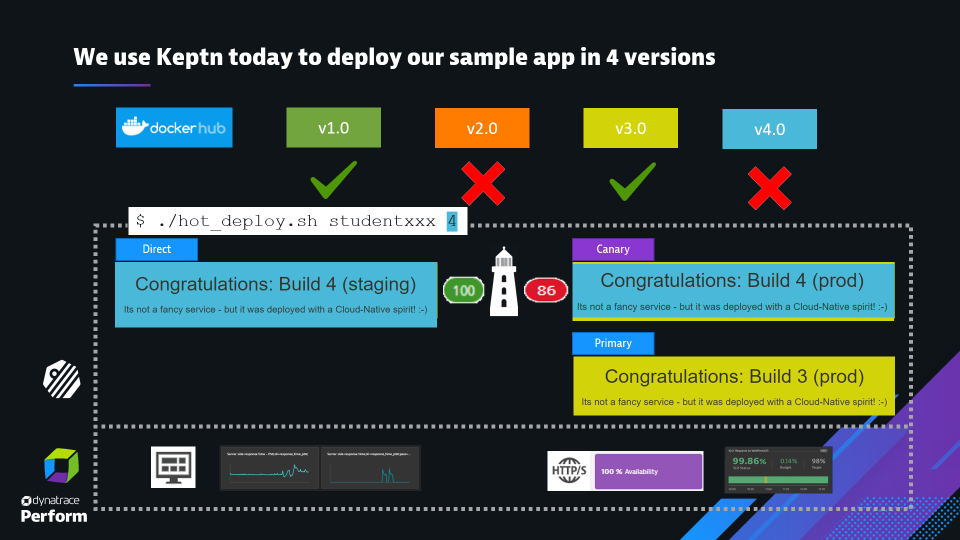 We use Keptn today to deploy our sample app in 4 versions
dockerhub
v1.0
v2.0
v3.0
v4.0
$ ./hot_deploy.sh studentxxx 4
Direct
Congratulations: Build 4 (staging)
Its not a fancy service - but it was deployed with a Cloud-Native spirit! :-)
100
86
Canary
Congratulations: Build 4 (prod)
Its not a fancy service - but it was deployed with a Cloud-Native spirit! :-)
Primary
Congratulations: Build 3 (prod)
Its not a fancy service - but it was deployed with a Cloud-Native spirit! :-)
HTTP/S
100 % Availability
99.86%
0.14%
98%
Budget
Target
dynatrace
Perform